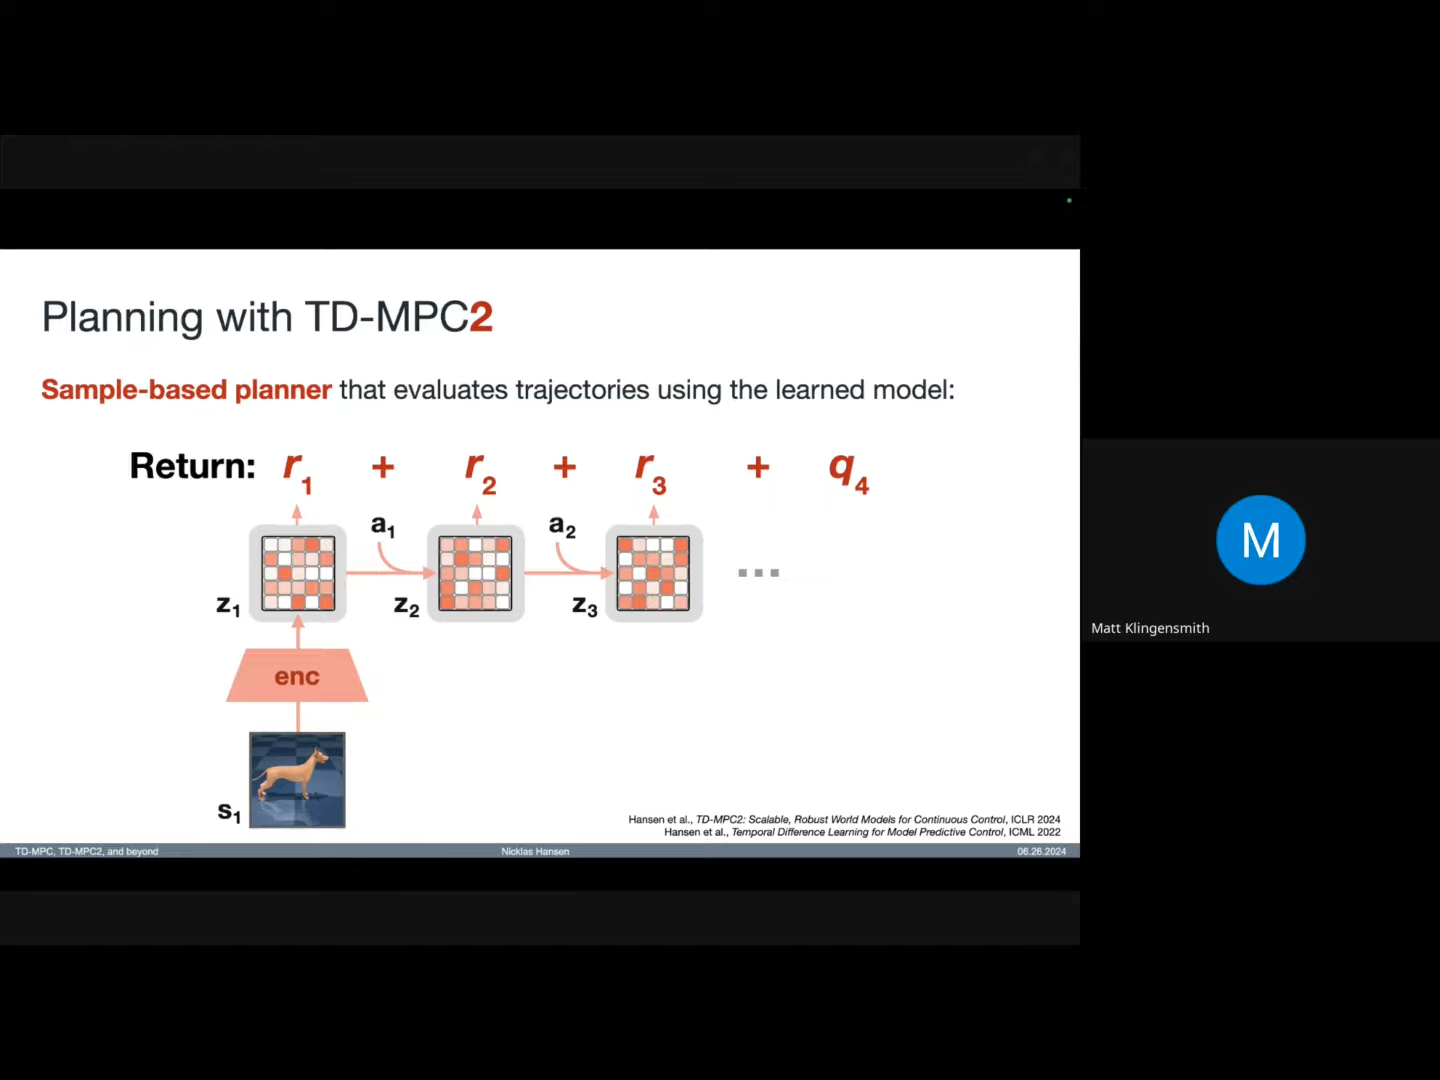 Planning with TD-MPC2
Sample-based planner that evaluates trajectories using the learned model:
Return: r1 + r2 + r3 + q4
a1 a2
z1 z2 z3
enc
s1
Hansen et al., TD-MPC2: Scalable, Robust World Models for Continuous Control, ICLR 2024
Hansen et al., Temporal Difference Learning for Model Predictive Control, ICML 2022
TD-MPC, TD-MPC2, and beyond Nicklas Hansen 06.26.2024
M
Matt Klingensmith